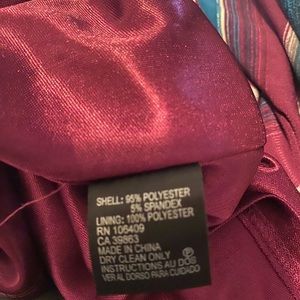 SHELL: 95% POLYESTER
5% SPANDEX
LINING: 100% POLYESTER
RN 106409
CA 39863
MADE IN CHINA
DRY CLEAN ONLY
INSTRUCTIONS AU DOS
VER AL DORSO PARA CUIDADO